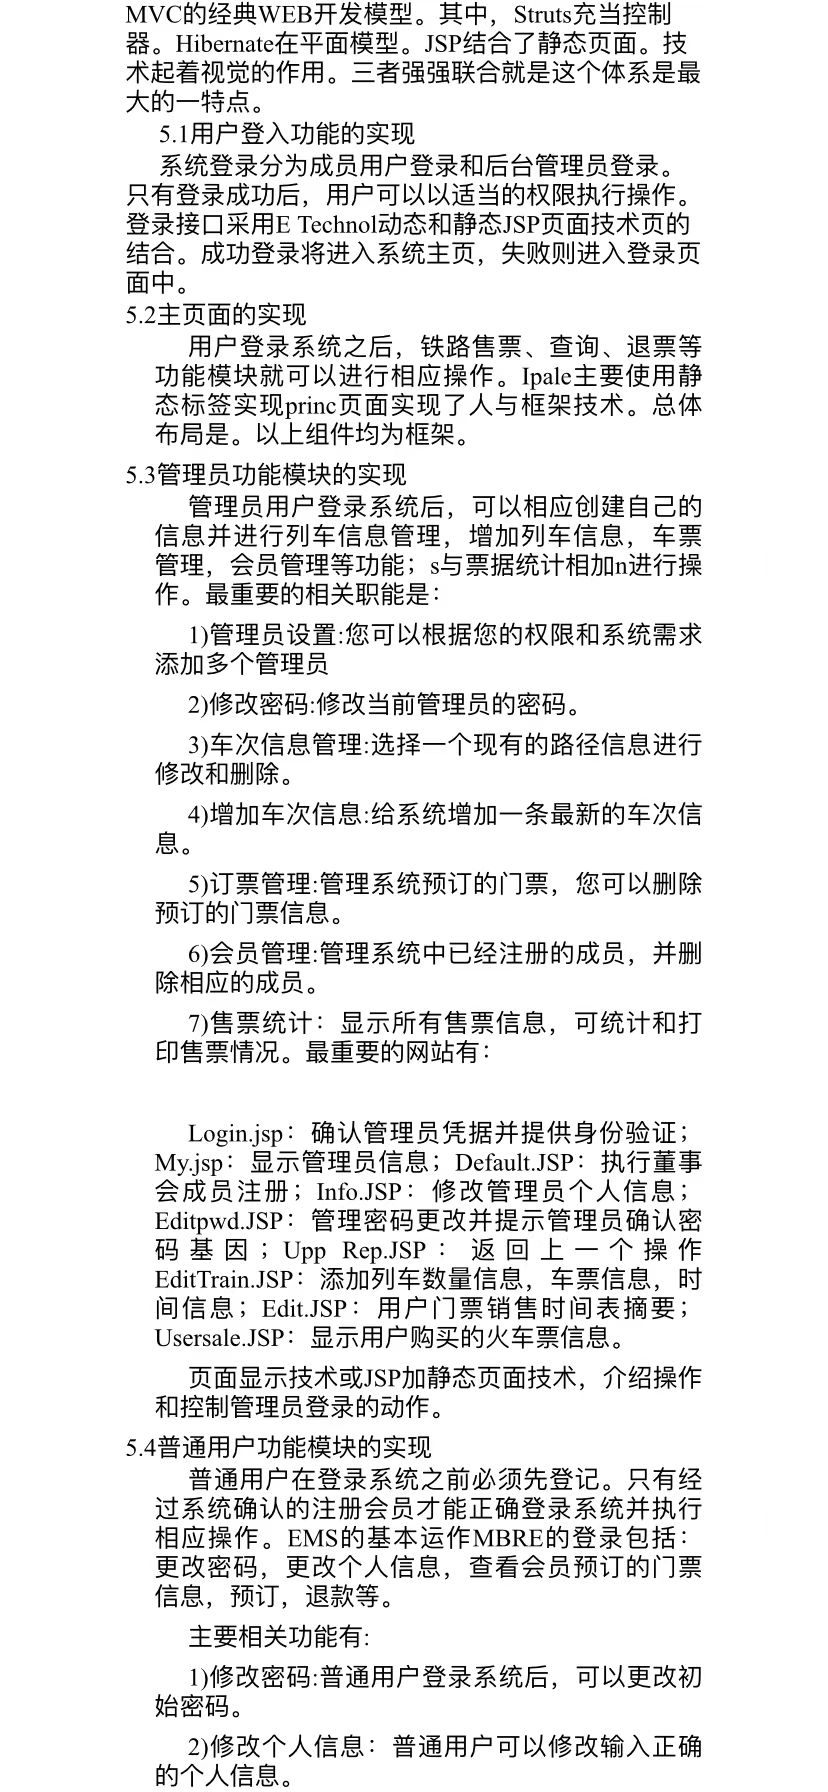 MVC的经典WEB开发模型。其中，Struts充当控制
器。Hibernate在平面模型。JSP结合了静态页面。技
术起着视觉的作用。三者强强联合就是这个体系是最
大的一特点。
5.1用户登入功能的实现
系统登录分为成员用户登录和后台管理员登录。
只有登录成功后，用户可以以适当的权限执行操作。
登录接口采用E Technol动态和静态JSP页面技术页的
结合。成功登录将进入系统主页，失败则进入登录页
面中。
5.2主页面的实现
用户登录系统之后，铁路售票、查询、退票等
功能模块就可以进行相应操作。Ipale主要使用静
态标签实现princ页面实现了人与框架技术。总体
布局是。以上组件均为框架。
5.3管理员功能模块的实现
管理员用户登录系统后，可以相应创建自己的
信息并进行列车信息管理，增加列车信息，车票
管理，会员管理等功能；s与票据统计相加n进行操
作。最重要的相关职能是：
1)管理员设置:您可以根据您的权限和系统需求
添加多个管理员
2)修改密码:修改当前管理员的密码。
3)车次信息管理:选择一个现有的路径信息进行
修改和删除。
4)增加车次信息:给系统增加一条最新的车次信
息。
5)订票管理:管理系统预订的门票，您可以删除
预订的门票信息。
6)会员管理:管理系统中已经注册的成员，并删
除相应的成员。
7)售票统计：显示所有售票信息，可统计和打
印售票情况。最重要的网站有：
Login.jsp：确认管理员凭据并提供身份验证；
My.jsp：显示管理员信息；Default.JSP：执行董事
会成员注册；Info.JSP：修改管理员个人信息；
Editpwd.JSP：管理密码更改并提示管理员确认密
码基因；Upp Rep.JSP：返回上一个操作
EditTrain.JSP：添加列车数量信息，车票信息，时
间信息；Edit.JSP：用户门票销售时间表摘要；
Usersale.JSP：显示用户购买的火车票信息。
页面显示技术或JSP加静态页面技术，介绍操作
和控制管理员登录的动作。
5.4普通用户功能模块的实现
普通用户在登录系统之前必须先登记。只有经
过系统确认的注册会员才能正确登录系统并执行
相应操作。EMS的基本运作MBRE的登录包括：
更改密码，更改个人信息，查看会员预订的门票
信息，预订，退款等。
主要相关功能有:
1)修改密码:普通用户登录系统后，可以更改初
始密码。
2)修改个人信息：普通用户可以修改输入正确
的个人信息。